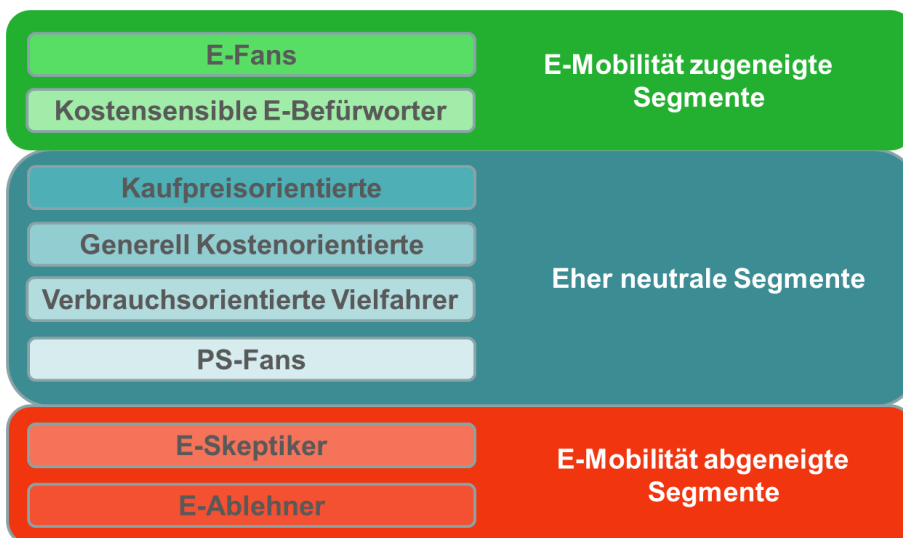 E-Fans
Kostensensible E-Befürworter
E-Mobilität zugeneigte
Segmente
Kaufpreisorientierte
Generell Kostenorientierte
Verbrauchsorientierte Vielfahrer
PS-Fans
Eher neutrale Segmente
E-Skeptiker
E-Ablehner
E-Mobilität abgeneigte
Segmente